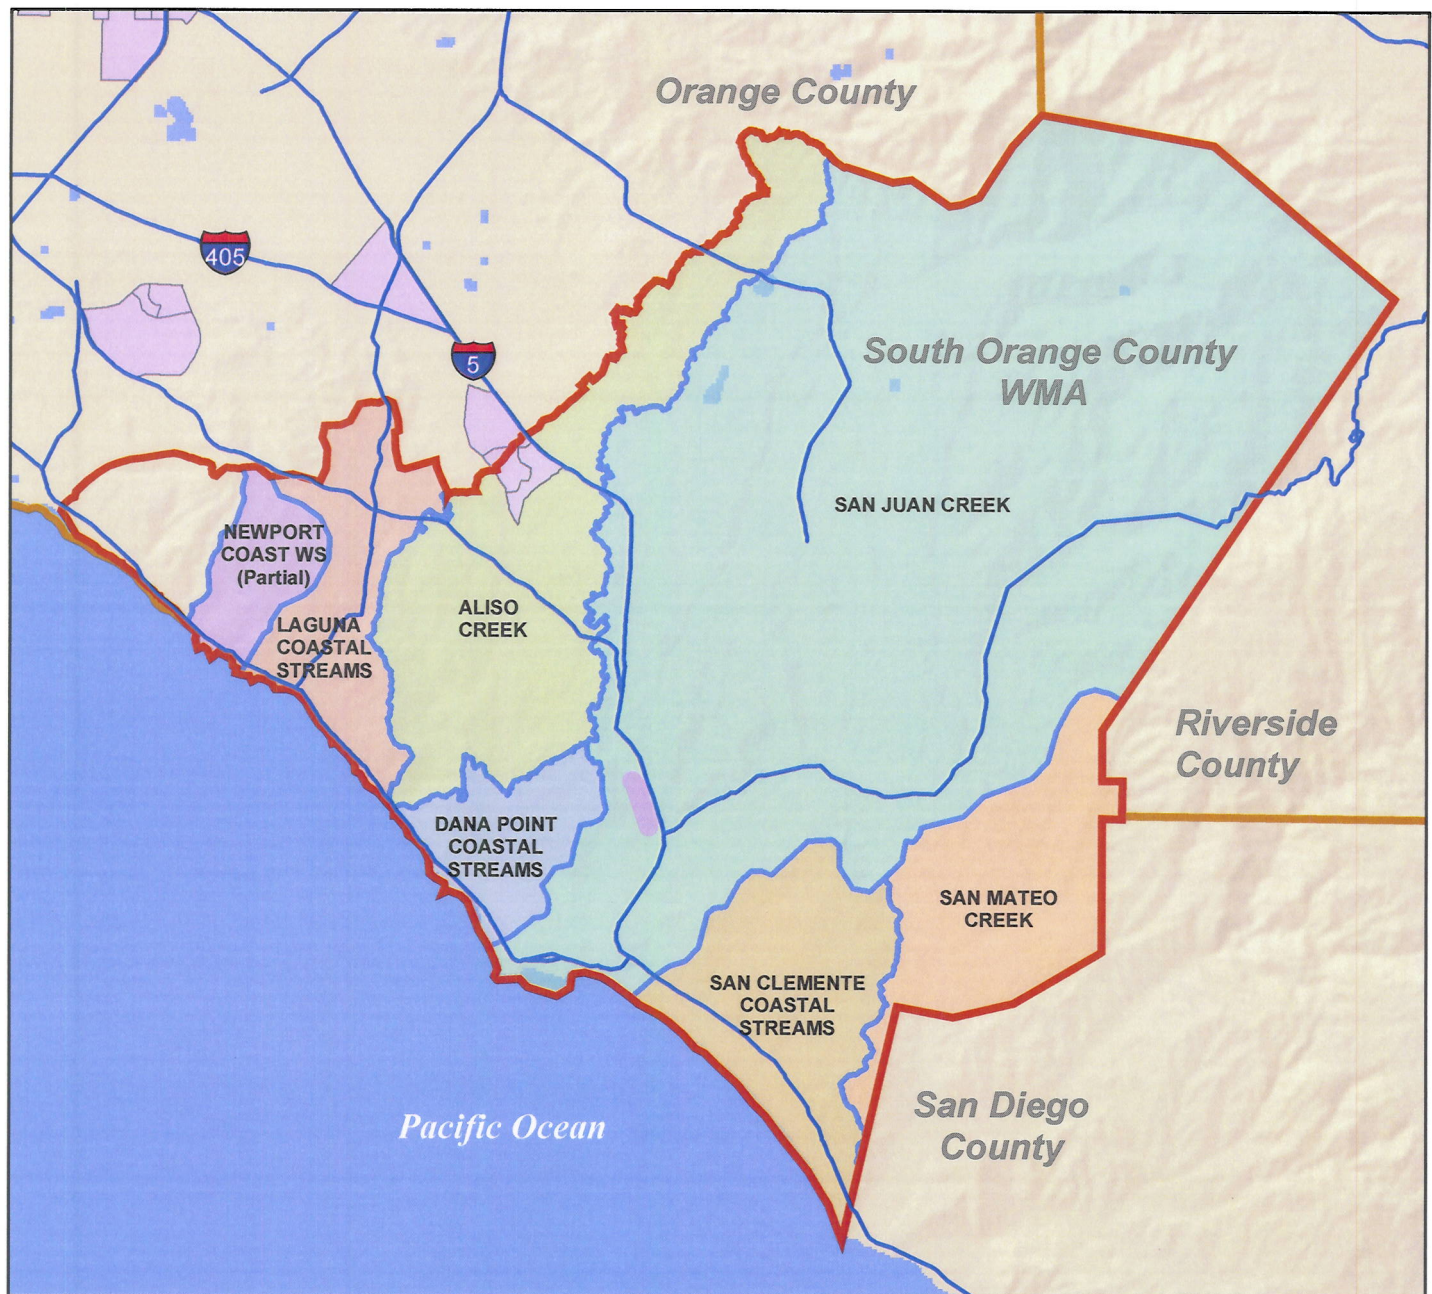 Orange County
405
5
South Orange County
WMA
SAN JUAN CREEK
NEWPORT
COAST WS
(Partial)
LAGUNA
COASTAL
STREAMS
ALISO
CREEK
Riverside
County
DANA POINT
COASTAL
STREAMS
SAN MATEO
CREEK
SAN CLEMENTE
COASTAL
STREAMS
San Diego
County
Pacific Ocean